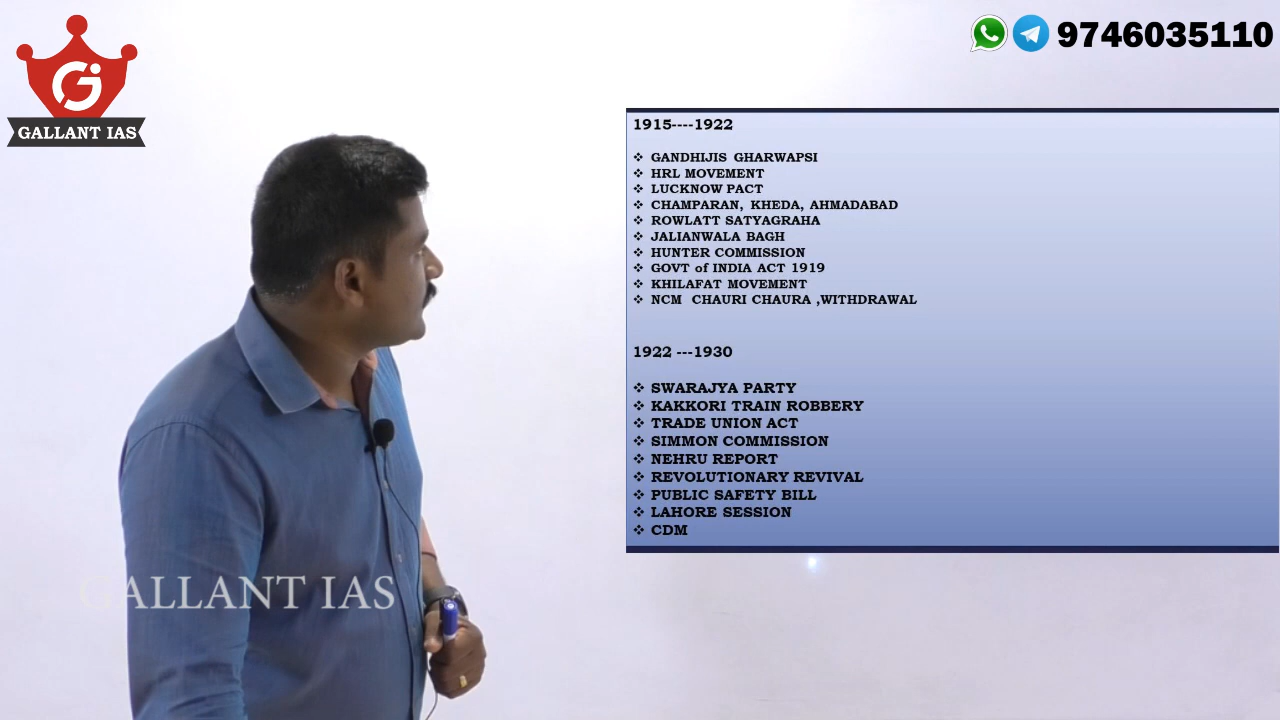 GALLANT IAS
9746035110
1915----1922
❖ GANDHIJIS GHARWAPSI
❖ HRL MOVEMENT
❖ LUCKNOW PACT
❖ CHAMPARAN, KHEDA, AHMADABAD
❖ ROWLATT SATYAGRAHA
❖ JALIANWALA BAGH
❖ HUNTER COMMISSION
❖ GOVT of INDIA ACT 1919
❖ KHILAFAT MOVEMENT
❖ NCM CHAURI CHAURA ,WITHDRAWAL
1922 ---1930
❖ SWARAJYA PARTY
❖ KAKKORI TRAIN ROBBERY
❖ TRADE UNION ACT
❖ SIMMON COMMISSION
❖ NEHRU REPORT
❖ REVOLUTIONARY REVIVAL
❖ PUBLIC SAFETY BILL
❖ LAHORE SESSION
❖ CDM
GALLANT IAS